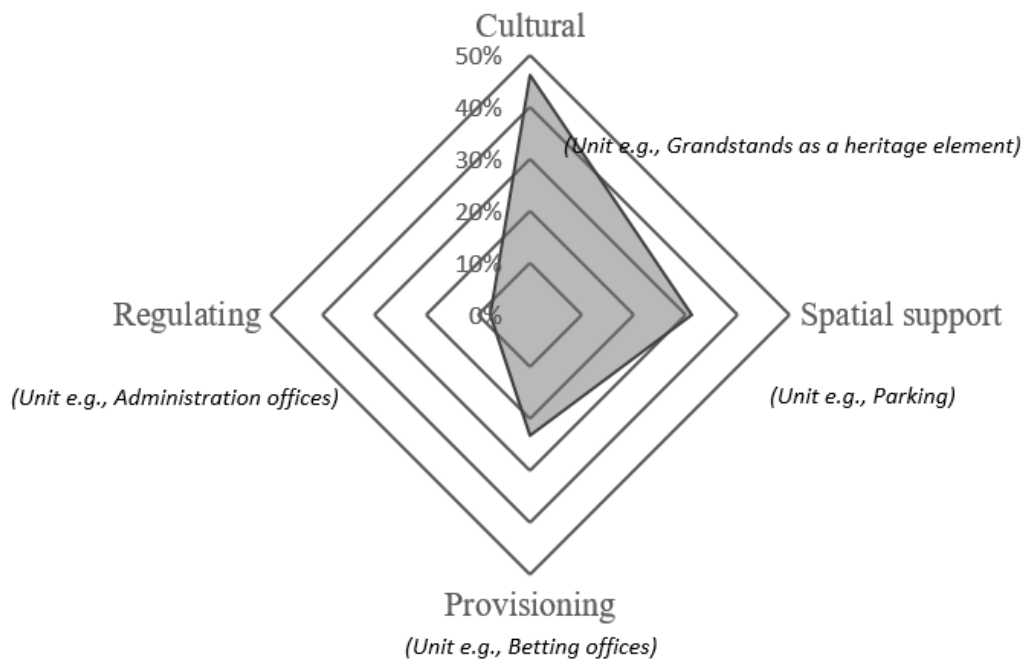 Cultural
50%
40%
(Unit e.g., Grandstands as a heritage element)
30%
20%
10%
0%
Regulating
Spatial support
(Unit e.g., Administration offices)
(Unit e.g., Parking)
Provisioning
(Unit e.g., Betting offices)